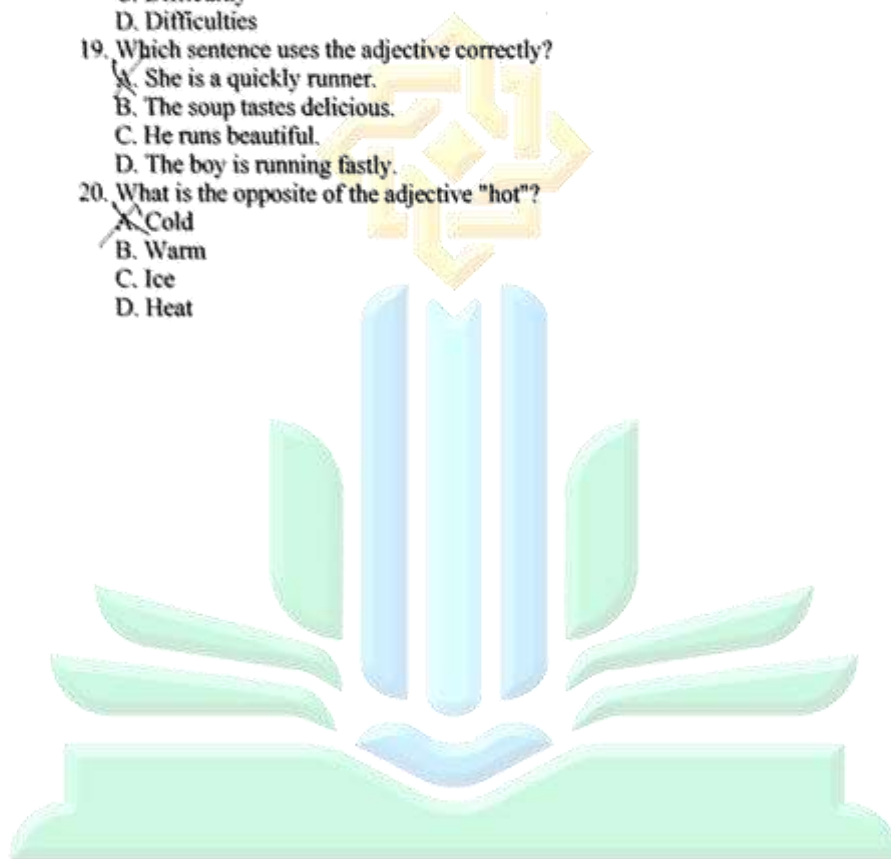 D. Difficulties
19. Which sentence uses the adjective correctly?
A. She is a quickly runner.
B. The soup tastes delicious.
C. He runs beautiful.
D. The boy is running fastly.
20. What is the opposite of the adjective "hot"?
A. Cold
B. Warm
C. Ice
D. Heat